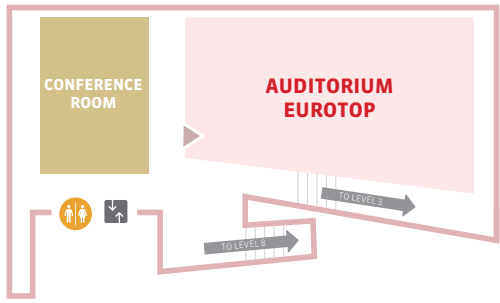 CONFERENCE
ROOM
AUDITORIUM
EUROTOP
TO LEVEL 3
TO LEVEL 8